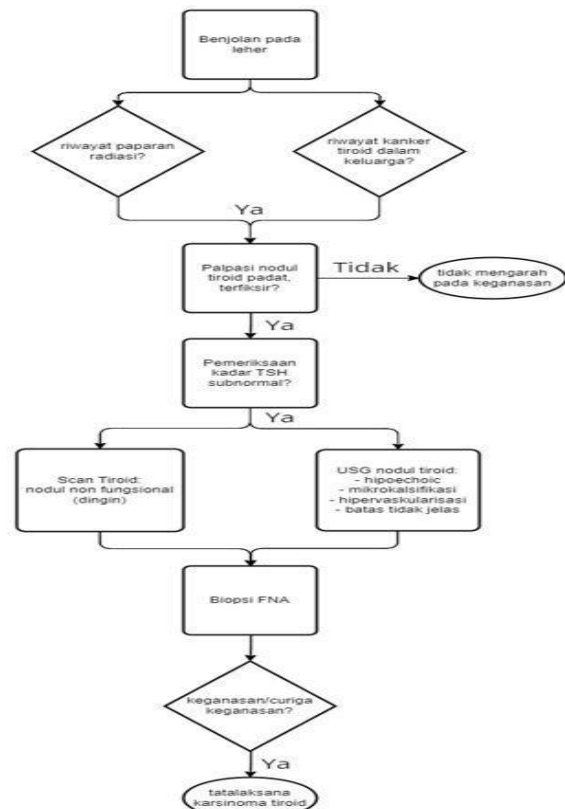 Benjolan pada
leher
riwayat paparan
radiasi?
riwayat kanker
tiroid dalam
keluarga?
Ya
Palpasi nodul
tiroid padat,
terfiksir?
Tidak
tidak mengarah
pada keganasan
Ya
Pemeriksaan
kadar TSH
subnormal?
Ya
Scan Tiroid:
nodul non fungsional
(dingin)
USG nodul tiroid:
- hipoechoic
- mikrokalsifikasi
- hipervaskularisasi
- batas tidak jelas
Biopsi FNA
keganasan/curiga
keganasan?
Ya
tatalaksana
karsinoma tiroid